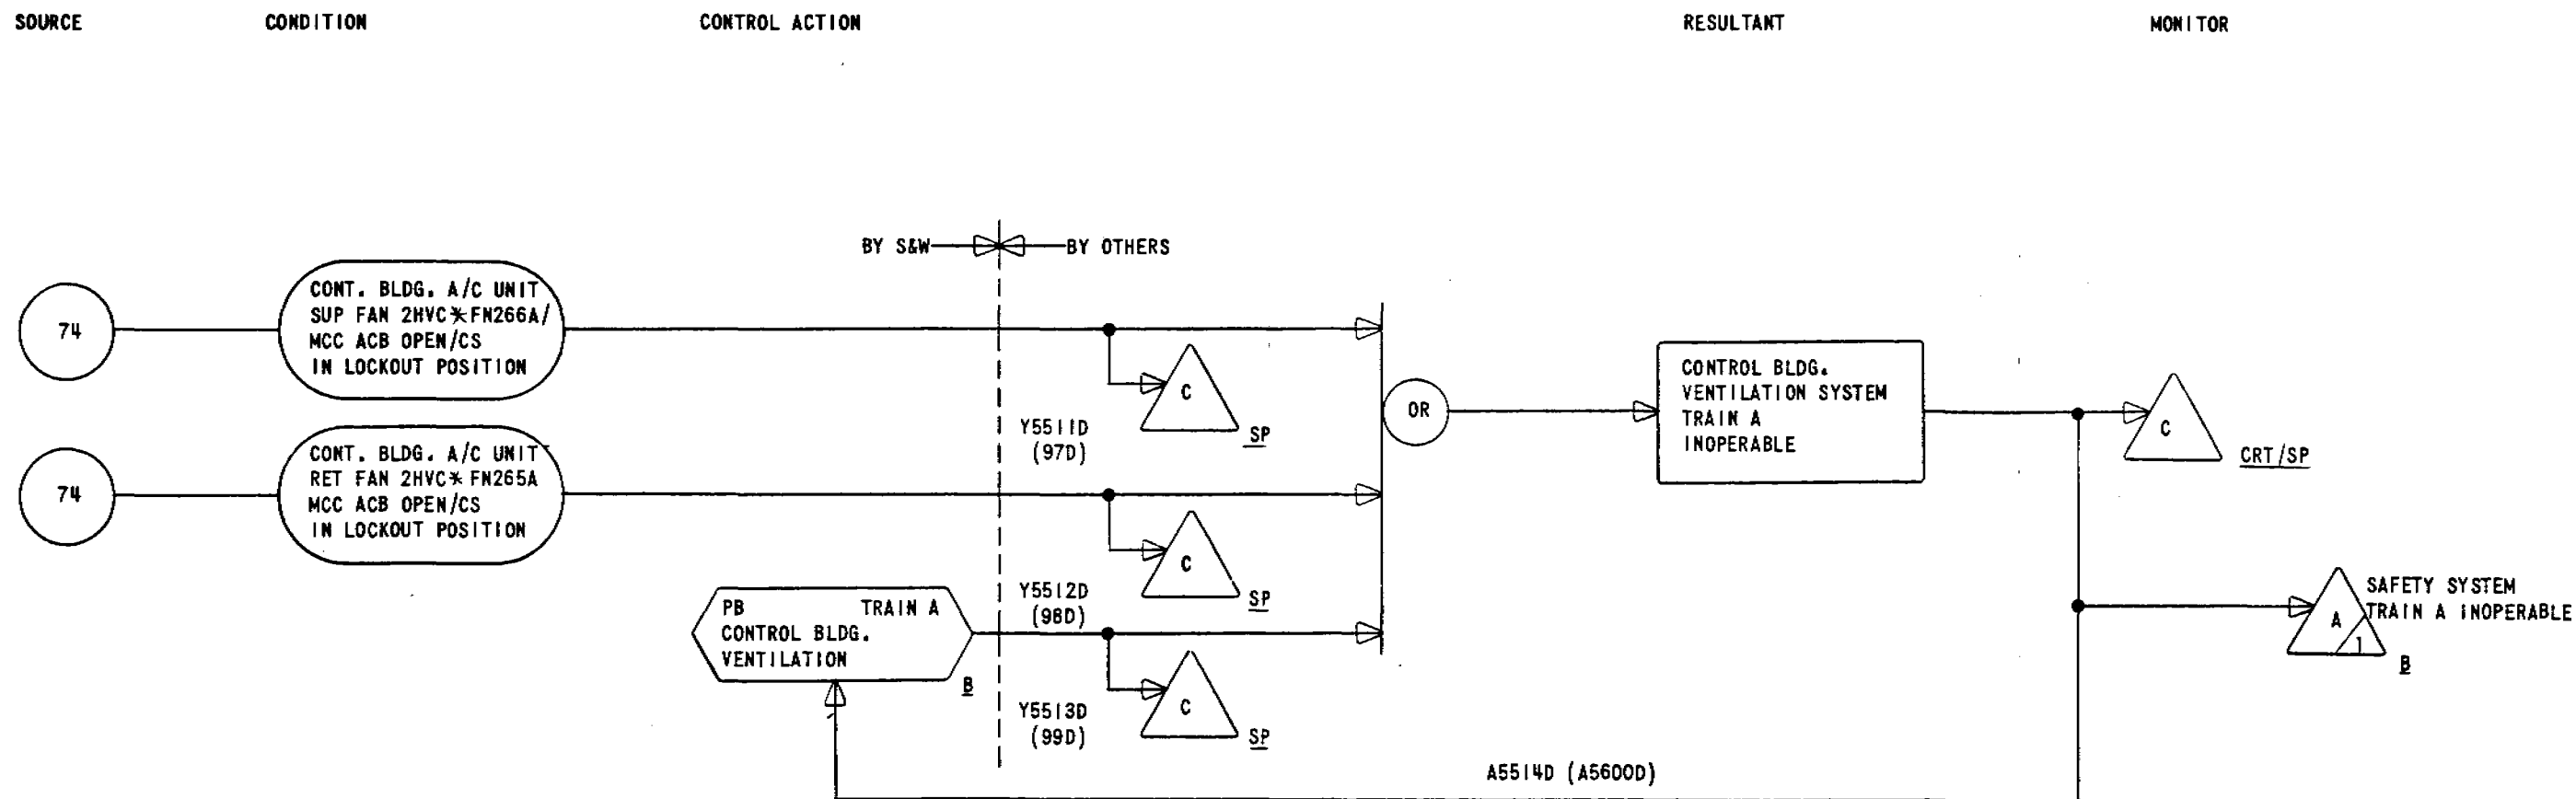 SOURCE CONDITION CONTROL ACTION RESULTANT MONITOR
BY S&W BY OTHERS
74
CONT. BLDG. A/C UNIT
SUP FAN 2HVC*FN266A/
MCC ACB OPEN/CS
IN LOCKOUT POSITION
C
SP
Y5511D
(97D)
74
CONT. BLDG. A/C UNIT
RET FAN 2HVC*FN265A
MCC ACB OPEN/CS
IN LOCKOUT POSITION
C
SP
Y5512D
(98D)
PB TRAIN A
CONTROL BLDG.
VENTILATION
B
C
SP
Y5513D
(99D)
OR
CONTROL BLDG.
VENTILATION SYSTEM
TRAIN A
INOPERABLE
C
CRT/SP
A
1
SAFETY SYSTEM
TRAIN A INOPERABLE
B
A5514D (A5600D)